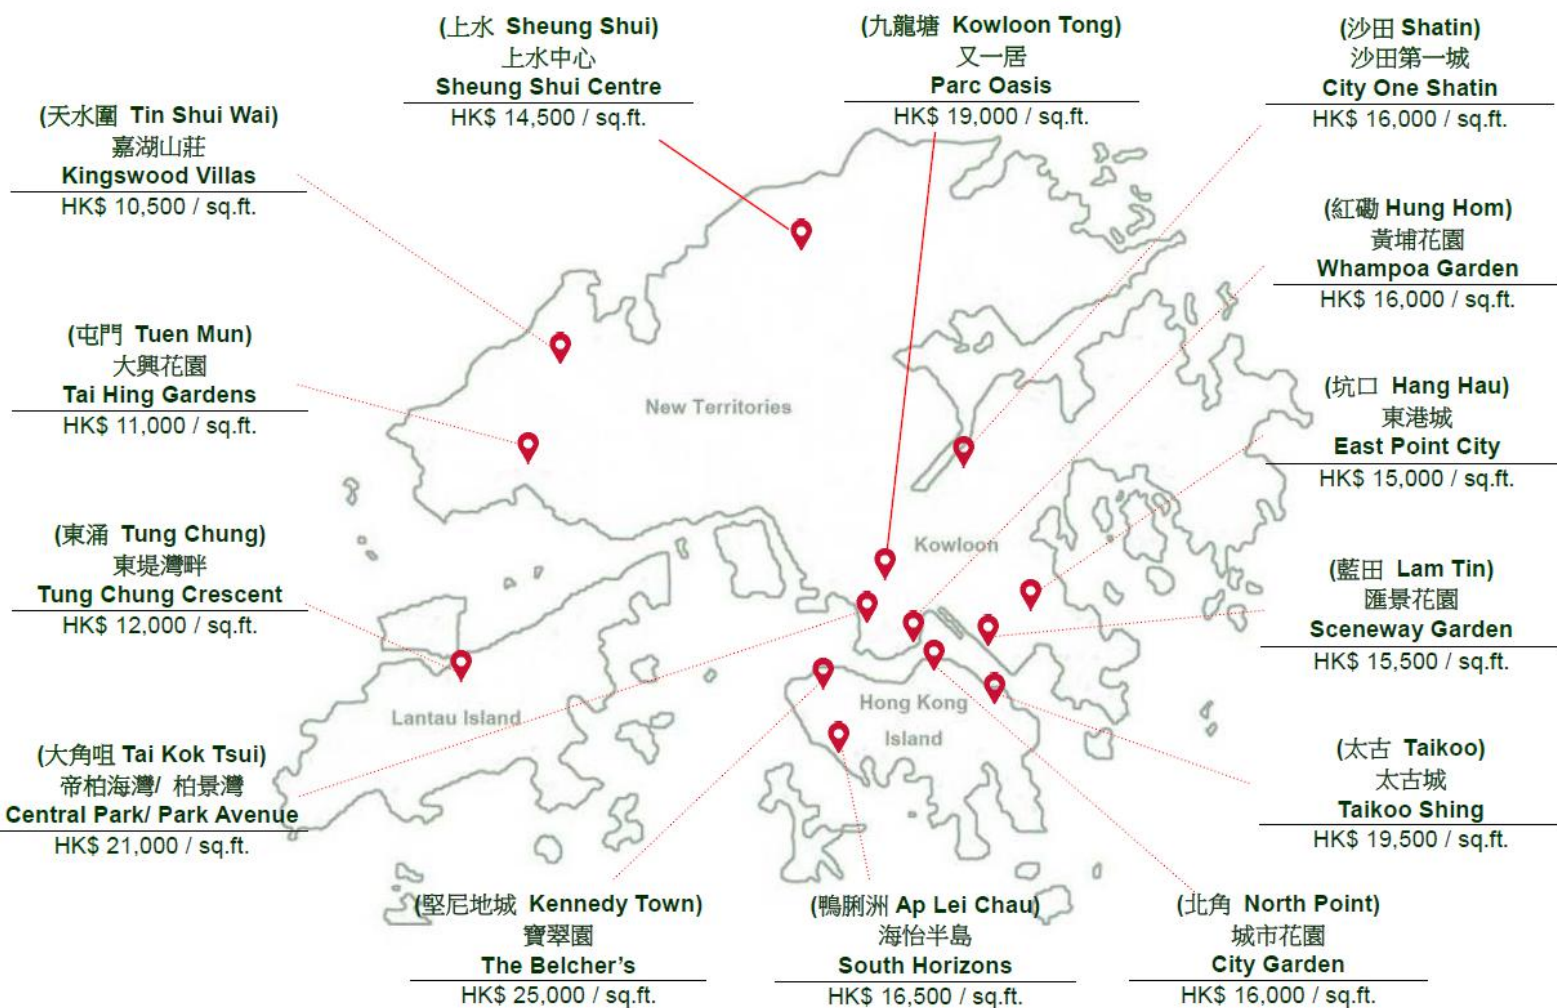 (上水 Sheung Shui)
上水中心
Sheung Shui Centre
HK$ 14,500 / sq.ft.
(九龍塘 Kowloon Tong)
又一居
Parc Oasis
HK$ 19,000 / sq.ft.
(沙田 Shatin)
沙田第一城
City One Shatin
HK$ 16,000 / sq.ft.
(天水圍 Tin Shui Wai)
嘉湖山莊
Kingswood Villas
HK$ 10,500 / sq.ft.
(紅磡 Hung Hom)
黃埔花園
Whampoa Garden
HK$ 16,000 / sq.ft.
(屯門 Tuen Mun)
大興花園
Tai Hing Gardens
HK$ 11,000 / sq.ft.
New Territories
(坑口 Hang Hau)
東港城
East Point City
HK$ 15,000 / sq.ft.
(東涌 Tung Chung)
東堤灣畔
Tung Chung Crescent
HK$ 12,000 / sq.ft.
Kowloon
(藍田 Lam Tin)
匯景花園
Sceneway Garden
HK$ 15,500 / sq.ft.
Lantau Island
Hong Kong
Island
(大角咀 Tai Kok Tsui)
帝柏海灣/ 柏景灣
Central Park/ Park Avenue
HK$ 21,000 / sq.ft.
(太古 Taikoo)
太古城
Taikoo Shing
HK$ 19,500 / sq.ft.
(堅尼地城 Kennedy Town)
寶翠園
The Belcher's
HK$ 25,000 / sq.ft.
(鴨脷洲 Ap Lei Chau)
海怡半島
South Horizons
HK$ 16,500 / sq.ft.
(北角 North Point)
城市花園
City Garden
HK$ 16,000 / sq.ft.